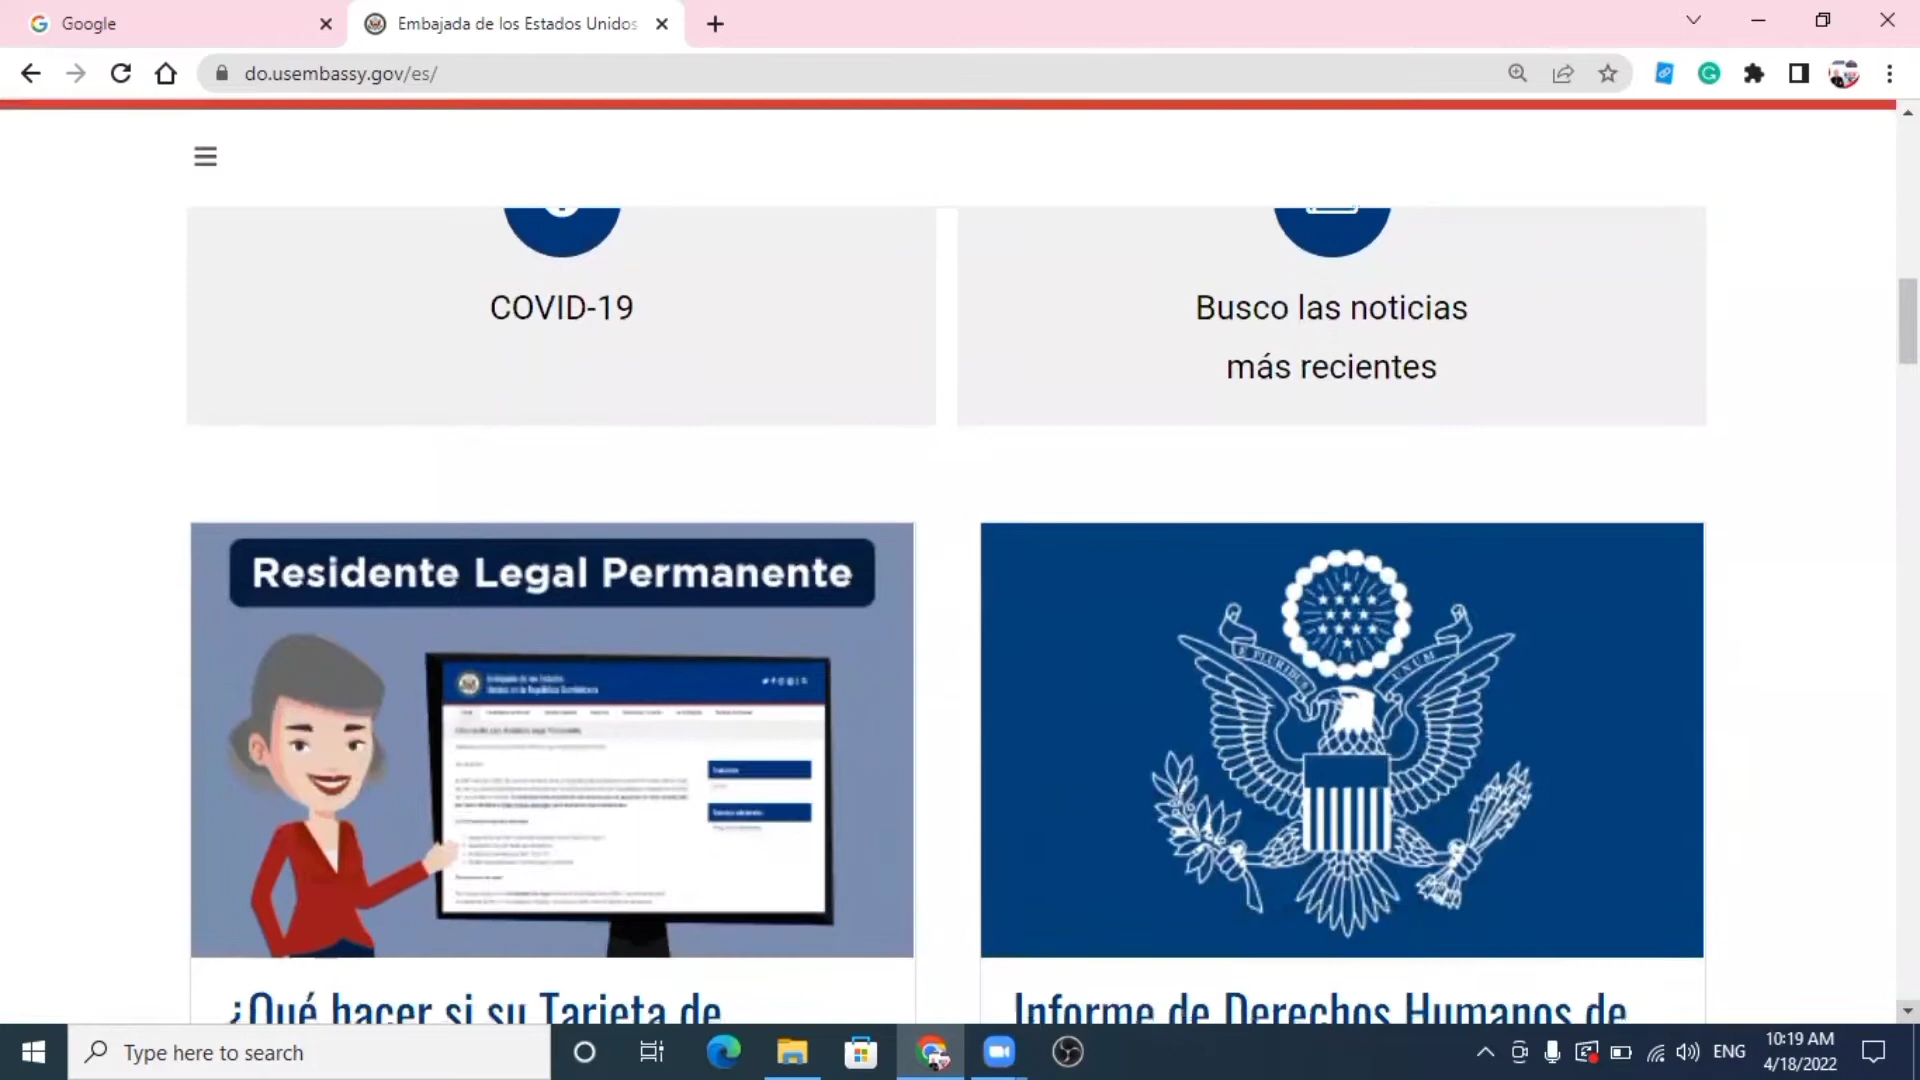 Google
Embajada de los Estados Unidos
do.usembassy.gov/es/
COVID-19
Busco las noticias
más recientes
Residente Legal Permanente
E PLURIBUS UNUM
¿Qué hacer si su Tarjeta de
Informe de Derechos Humanos de
Type here to search
ENG
10:19 AM
4/18/2022